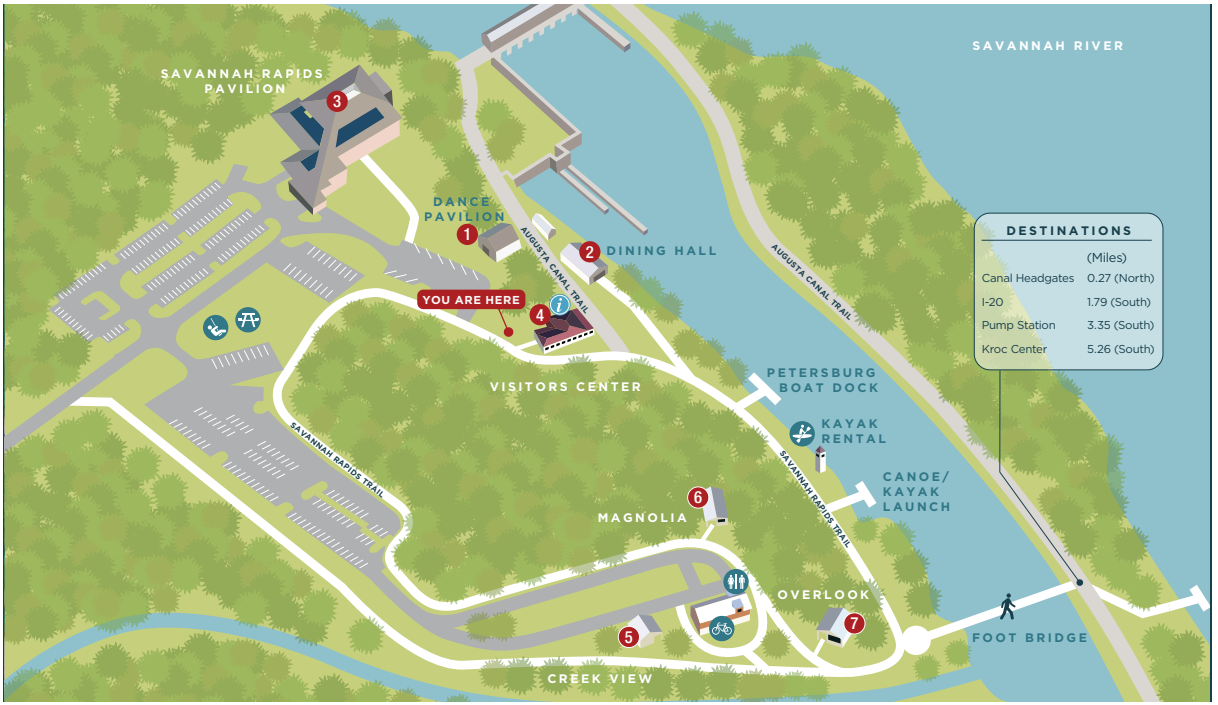 SAVANNAH RIVER
SAVANNAH RAPIDS
PAVILION
3
DANCE
PAVILION
1
2
DINING HALL
AUGUSTA CANAL TRAIL
AUGUSTA CANAL TRAIL
DESTINATIONS
(Miles)
Canal Headgates 0.27 (North)
I-20 1.79 (South)
Pump Station 3.35 (South)
Kroc Center 5.26 (South)
YOU ARE HERE
i
4
VISITORS CENTER
PETERSBURG
BOAT DOCK
KAYAK
RENTAL
SAVANNAH RAPIDS TRAIL
SAVANNAH RAPIDS TRAIL
CANOE/
KAYAK
LAUNCH
6
MAGNOLIA
OVERLOOK
7
5
FOOT BRIDGE
CREEK VIEW